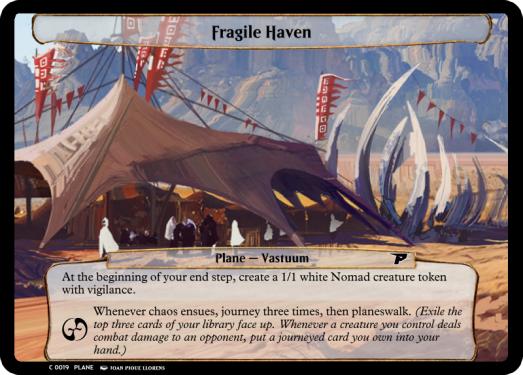 Fragile Haven
Plane — Vastuum
At the beginning of your end step, create a 1/1 white Nomad creature token
with vigilance.
Whenever chaos ensues, journey three times, then planeswalk. (Exile the
top three cards of your library face up. Whenever a creature you control deals
combat damage to an opponent, put a journeyed card you own into your
hand.)
C 0019 PLANE JOAN PIQUE LLORENS